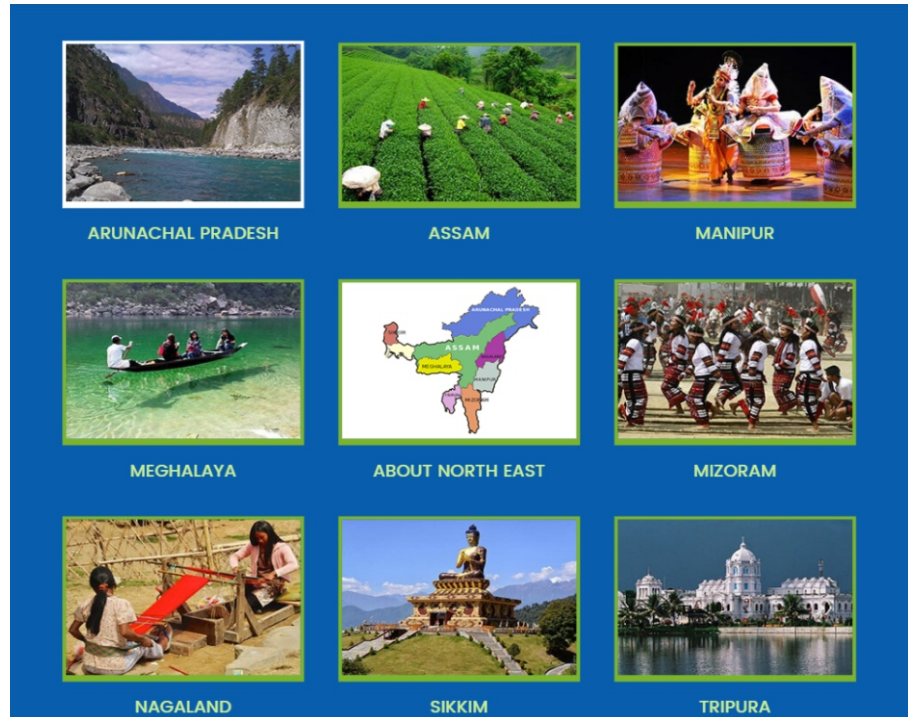 ARUNACHAL PRADESH
ASSAM
MANIPUR
ARUNACHAL PRADESH
ASSAM
MEGHALAYA
MANIPUR
MIZORAM
MEGHALAYA
ABOUT NORTH EAST
MIZORAM
NAGALAND
SIKKIM
TRIPURA